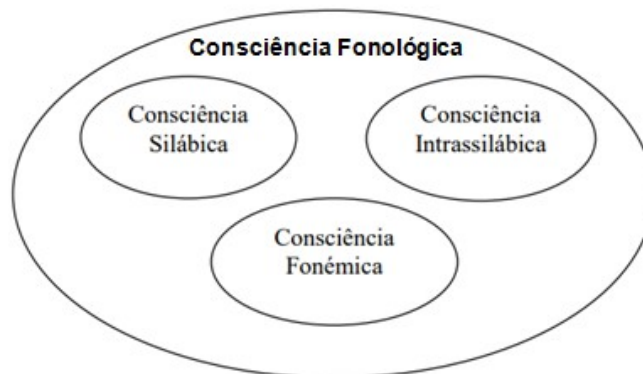 Consciência Fonológica
Consciência
Silábica
Consciência
Intrassilábica
Consciência
Fonémica